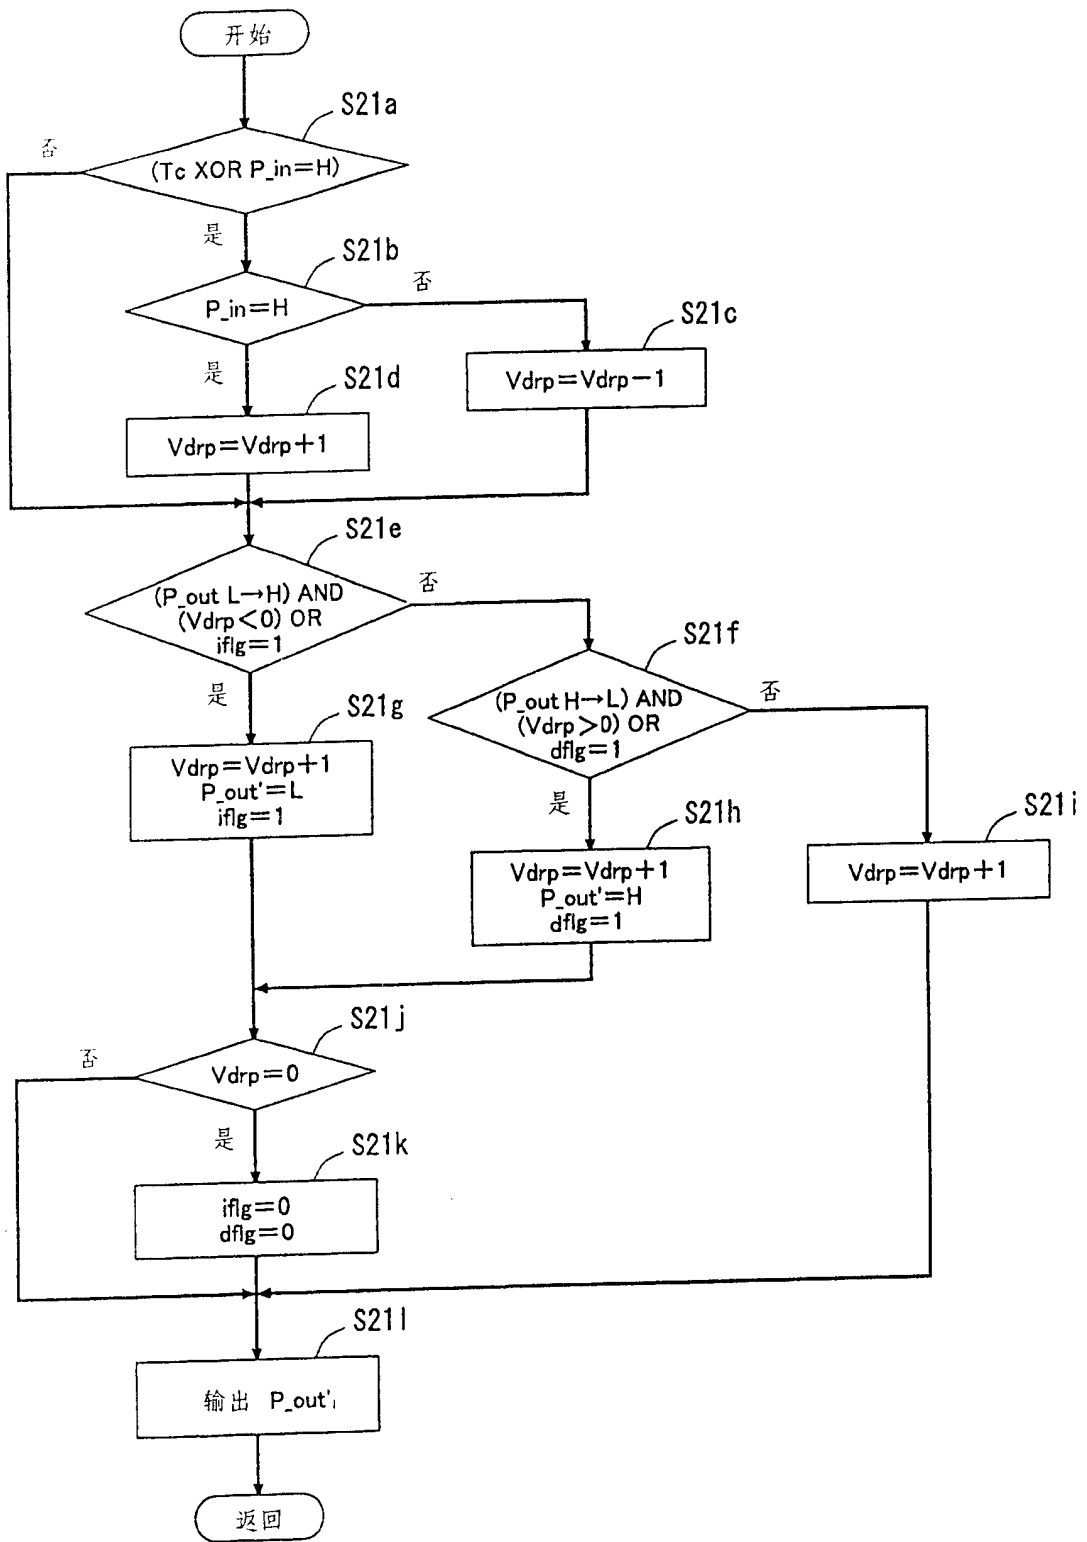 开始
S21a
否
(Tc XOR P_in=H)
是
S21b
否
P_in=H
S21c
是
S21d
Vdrp=Vdrp-1
Vdrp=Vdrp+1
S21e
否
(P_out L→H) AND
(Vdrp<0) OR
iflg=1
S21f
是
S21g
否
(P_out H→L) AND
(Vdrp>0) OR
dflg=1
Vdrp=Vdrp+1
P_out'=L
iflg=1
是
S21h
S21i
Vdrp=Vdrp+1
P_out'=H
dflg=1
Vdrp=Vdrp+1
S21j
否
Vdrp=0
是
S21k
iflg=0
dflg=0
S21l
输出 P_out'
返回